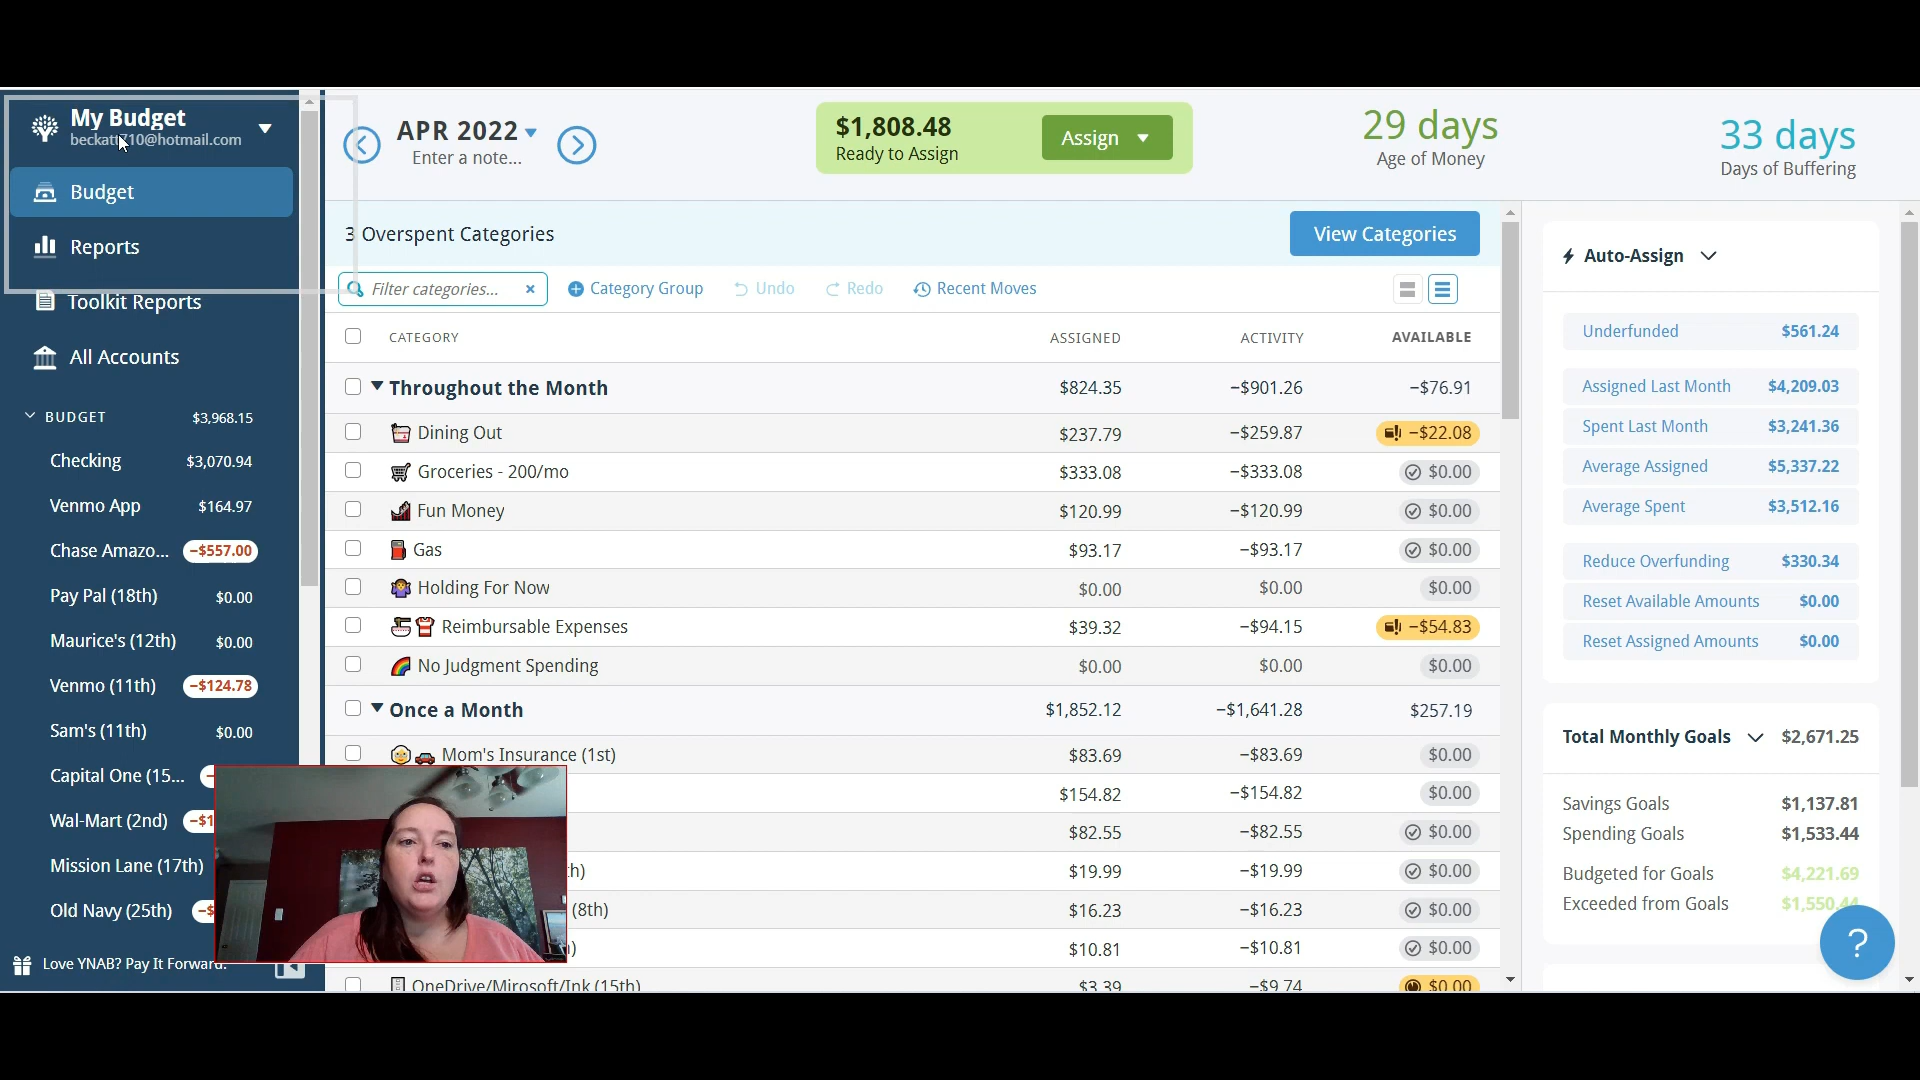 My Budget
Budget
Reports
Toolkit Reports
All Accounts
BUDGET $3,968.15
Checking $3,070.94
Venmo App $164.97
Chase Amazo... −$557.00
Pay Pal (18th) $0.00
Maurice's (12th) $0.00
Venmo (11th) −$124.78
Sam's (11th) $0.00
Capital One (15...
Wal-Mart (2nd) −$1
Mission Lane (17th)
Old Navy (25th) −$
Love YNAB? Pay It Forward.
APR 2022
Enter a note...
$1,808.48
Ready to Assign
Assign
29 days
Age of Money
33 days
Days of Buffering
3 Overspent Categories
View Categories
Filter categories...
Category Group
Undo
Redo
Recent Moves
CATEGORY ASSIGNED ACTIVITY AVAILABLE
Throughout the Month $824.35 −$901.26 −$76.91
Dining Out $237.79 −$259.87 −$22.08
Groceries - 200/mo $333.08 −$333.08 $0.00
Fun Money $120.99 −$120.99 $0.00
Gas $93.17 −$93.17 $0.00
Holding For Now $0.00 $0.00 $0.00
Reimbursable Expenses $39.32 −$94.15 −$54.83
No Judgment Spending $0.00 $0.00 $0.00
Once a Month $1,852.12 −$1,641.28 $257.19
Mom's Insurance (1st) $83.69 −$83.69 $0.00
$154.82 −$154.82 $0.00
$82.55 −$82.55 $0.00
h) $19.99 −$19.99 $0.00
(8th) $16.23 −$16.23 $0.00
) $10.81 −$10.81 $0.00
OneDrive/Mirosoft/Ink (15th) $3.39 −$9.74 $0.00
Auto-Assign
Underfunded $561.24
Assigned Last Month $4,209.03
Spent Last Month $3,241.36
Average Assigned $5,337.22
Average Spent $3,512.16
Reduce Overfunding $330.34
Reset Available Amounts $0.00
Reset Assigned Amounts $0.00
Total Monthly Goals $2,671.25
Savings Goals $1,137.81
Spending Goals $1,533.44
Budgeted for Goals $4,221.69
Exceeded from Goals $1,550.44
?